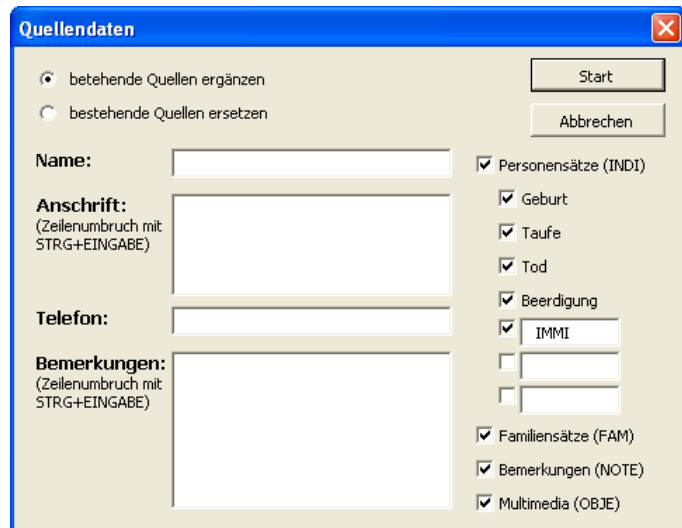 Quellendaten
betehende Quellen ergänzen
bestehende Quellen ersetzen
Start
Abbrechen
Name:
Anschrift:
(Zeilenumbruch mit
STRG+EINGABE)
Telefon:
Bemerkungen:
(Zeilenumbruch mit
STRG+EINGABE)
Personensätze (INDI)
Geburt
Taufe
Tod
Beerdigung
IMMI
Familiensätze (FAM)
Bemerkungen (NOTE)
Multimedia (OBJE)